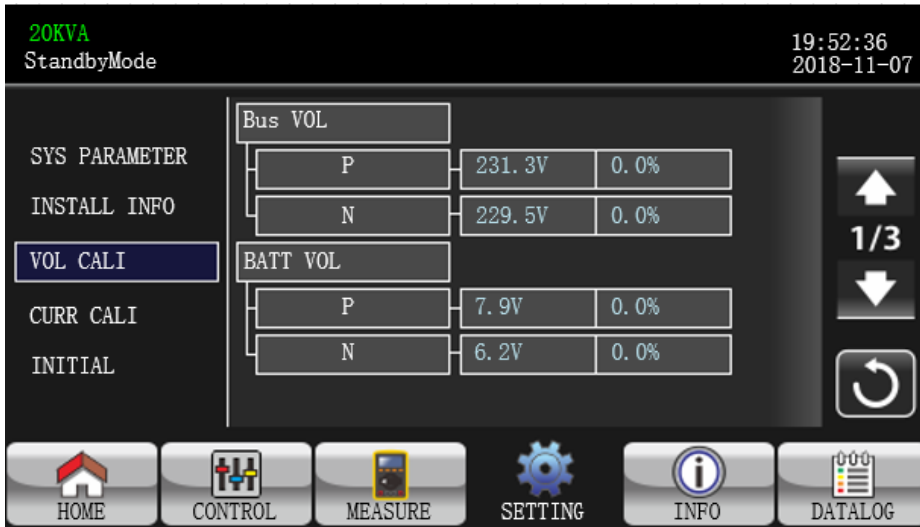 20KVA
StandbyMode
19:52:36
2018-11-07
SYS PARAMETER
INSTALL INFO
VOL CALI
CURR CALI
INITIAL
Bus VOL
P 231.3V 0.0%
N 229.5V 0.0%
BATT VOL
P 7.9V 0.0%
N 6.2V 0.0%
1/3
HOME CONTROL MEASURE SETTING INFO DATALOG